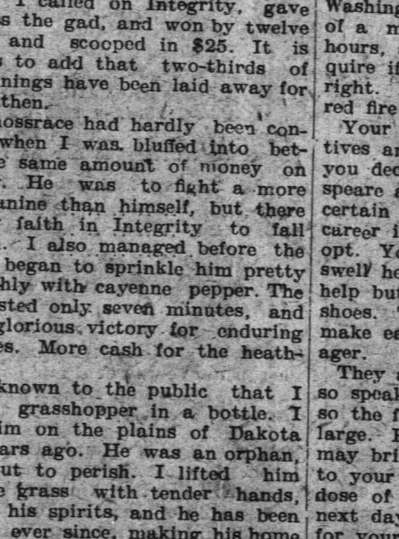 I called on Integrity, gave
s the gad, and won by twelve
and scooped in $25. It is
s to add that two-thirds of
nings have been laid away for
then.
hossrace had hardly been con-
when I was bluffed into bet-
e same amount of money on
. He was to fight a more
anine than himself, but there
faith in Integrity to fall
. I also managed before the
began to sprinkle him pretty
hly with cayenne pepper. The
sted only seven minutes, and
glorious victory for enduring
es. More cash for the heath-
known to the public that I
grasshopper in a bottle. I
im on the plains of Dakota
ars ago. He was an orphan,
ut to perish. I lifted him
e grass with tender hands,
his spirits, and he has been
ever since, making his home
Washing
of a m
hours,
quire if
right.
red fire
Your
tives an
you dec
speare a
certain
career i
opt. Yo
swell he
help but
shoes.
make ea
ager.
They a
so speak
so the f
large.
may bri
to your
dose of
next day
for your